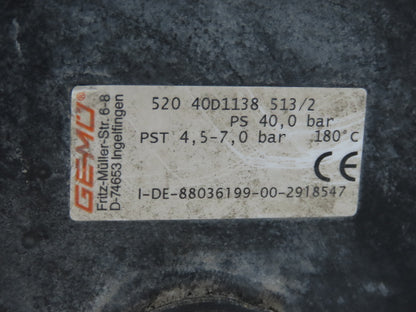 GEMÜ
Fritz-Müller-Str. 6-8
D-74653 Ingelfingen
520 40D1138 513/2
PS 40,0 bar
PST 4,5-7,0 bar 180°C
CE
I-DE-88036199-00-2918547